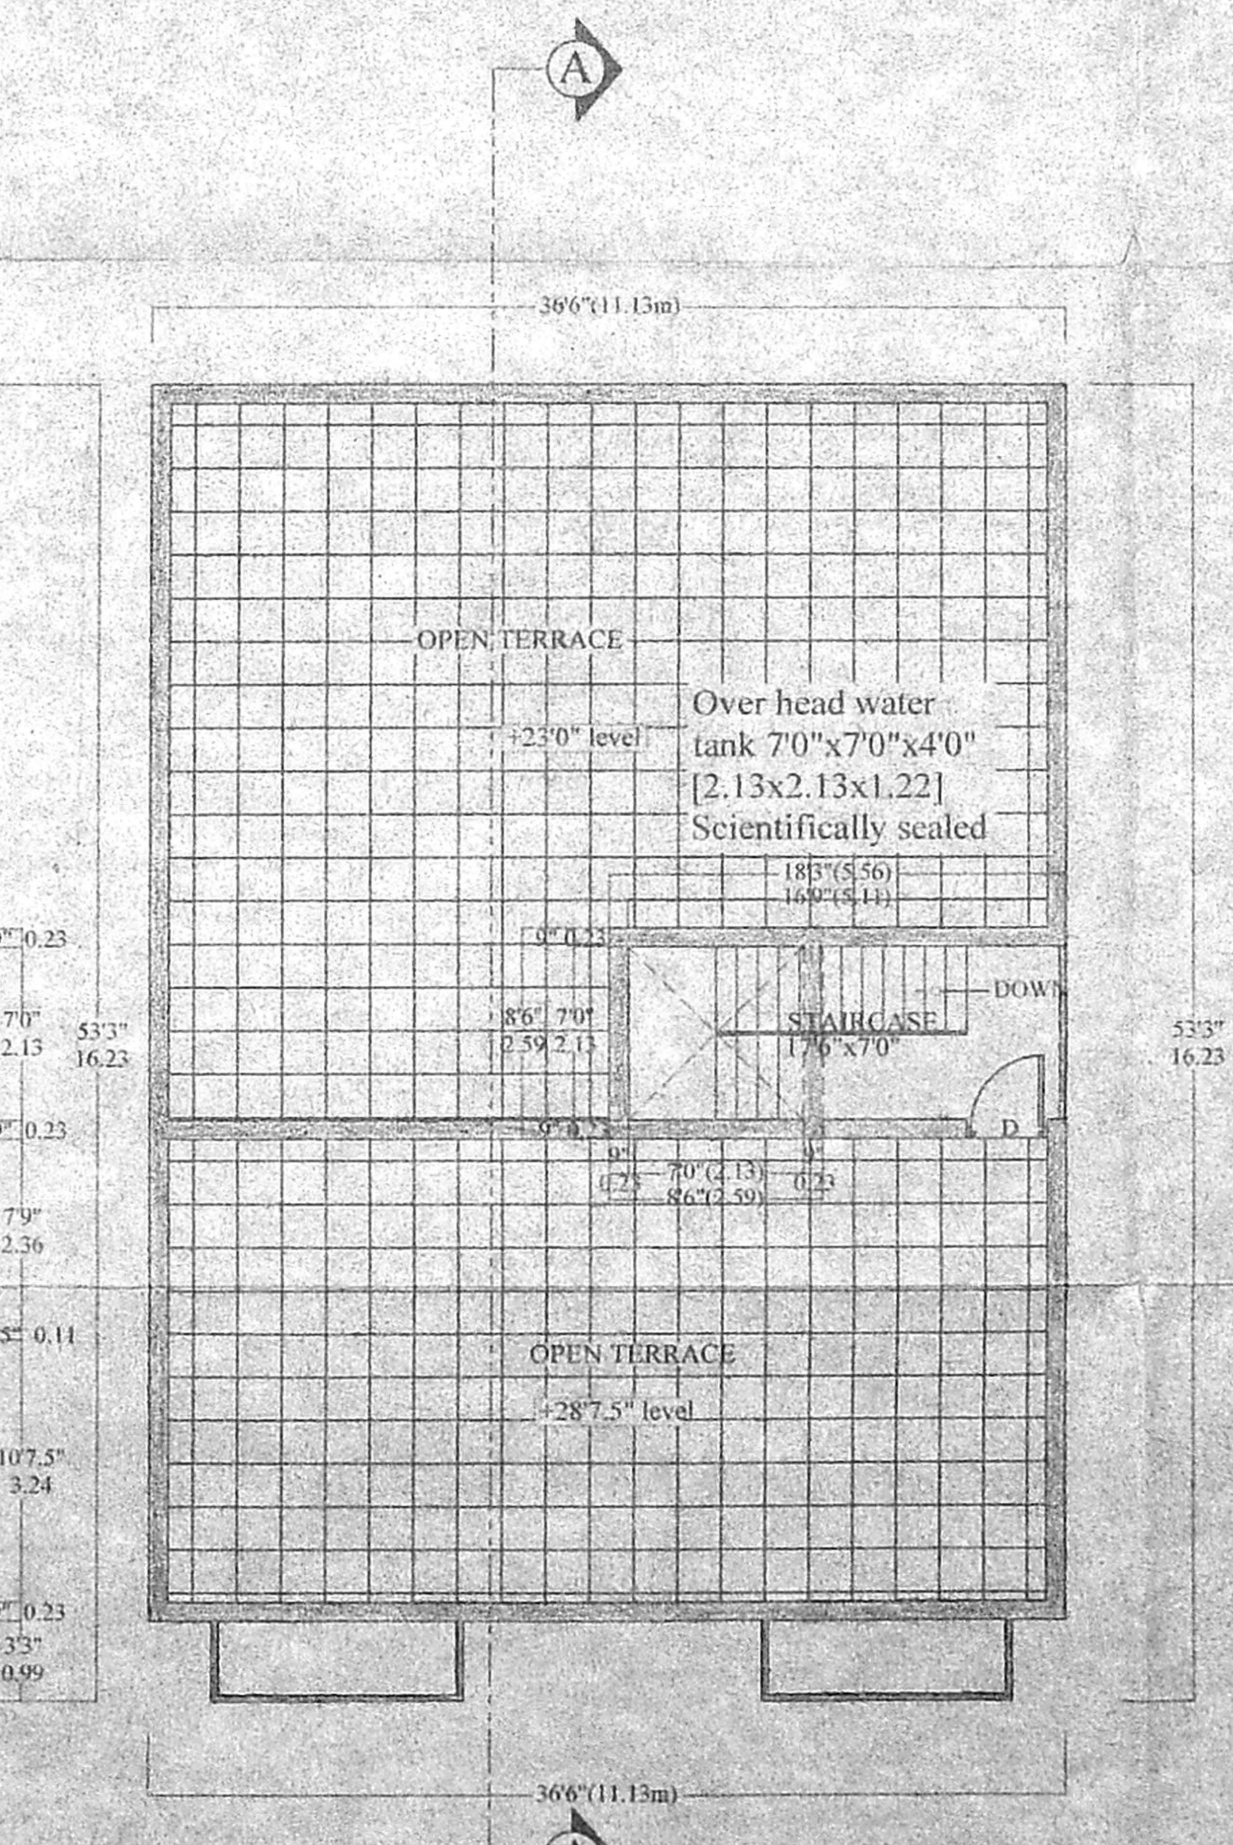 A
36'6"(11.13m)
OPEN TERRACE
+23'0" level
Over head water
tank 7'0"x7'0"x4'0"
[2.13x2.13x1.22]
Scientifically sealed
18'3"(5.56)
16'9"(5.11)
9" 0.23
0.23
DOWN
7'0"
2.13
53'3"
16.23
8'6" 7'0"
2.59 2.13
STAIRCASE
17'6"x7'0"
53'3"
16.23
0.23
9" 0.23
D
9"
0.23
7'0"(2.13)
8'6"(2.59)
9"
0.23
7'9"
2.36
0.11
OPEN TERRACE
+28'7.5" level
10'7.5"
3.24
0.23
3'3"
0.99
36'6"(11.13m)
A